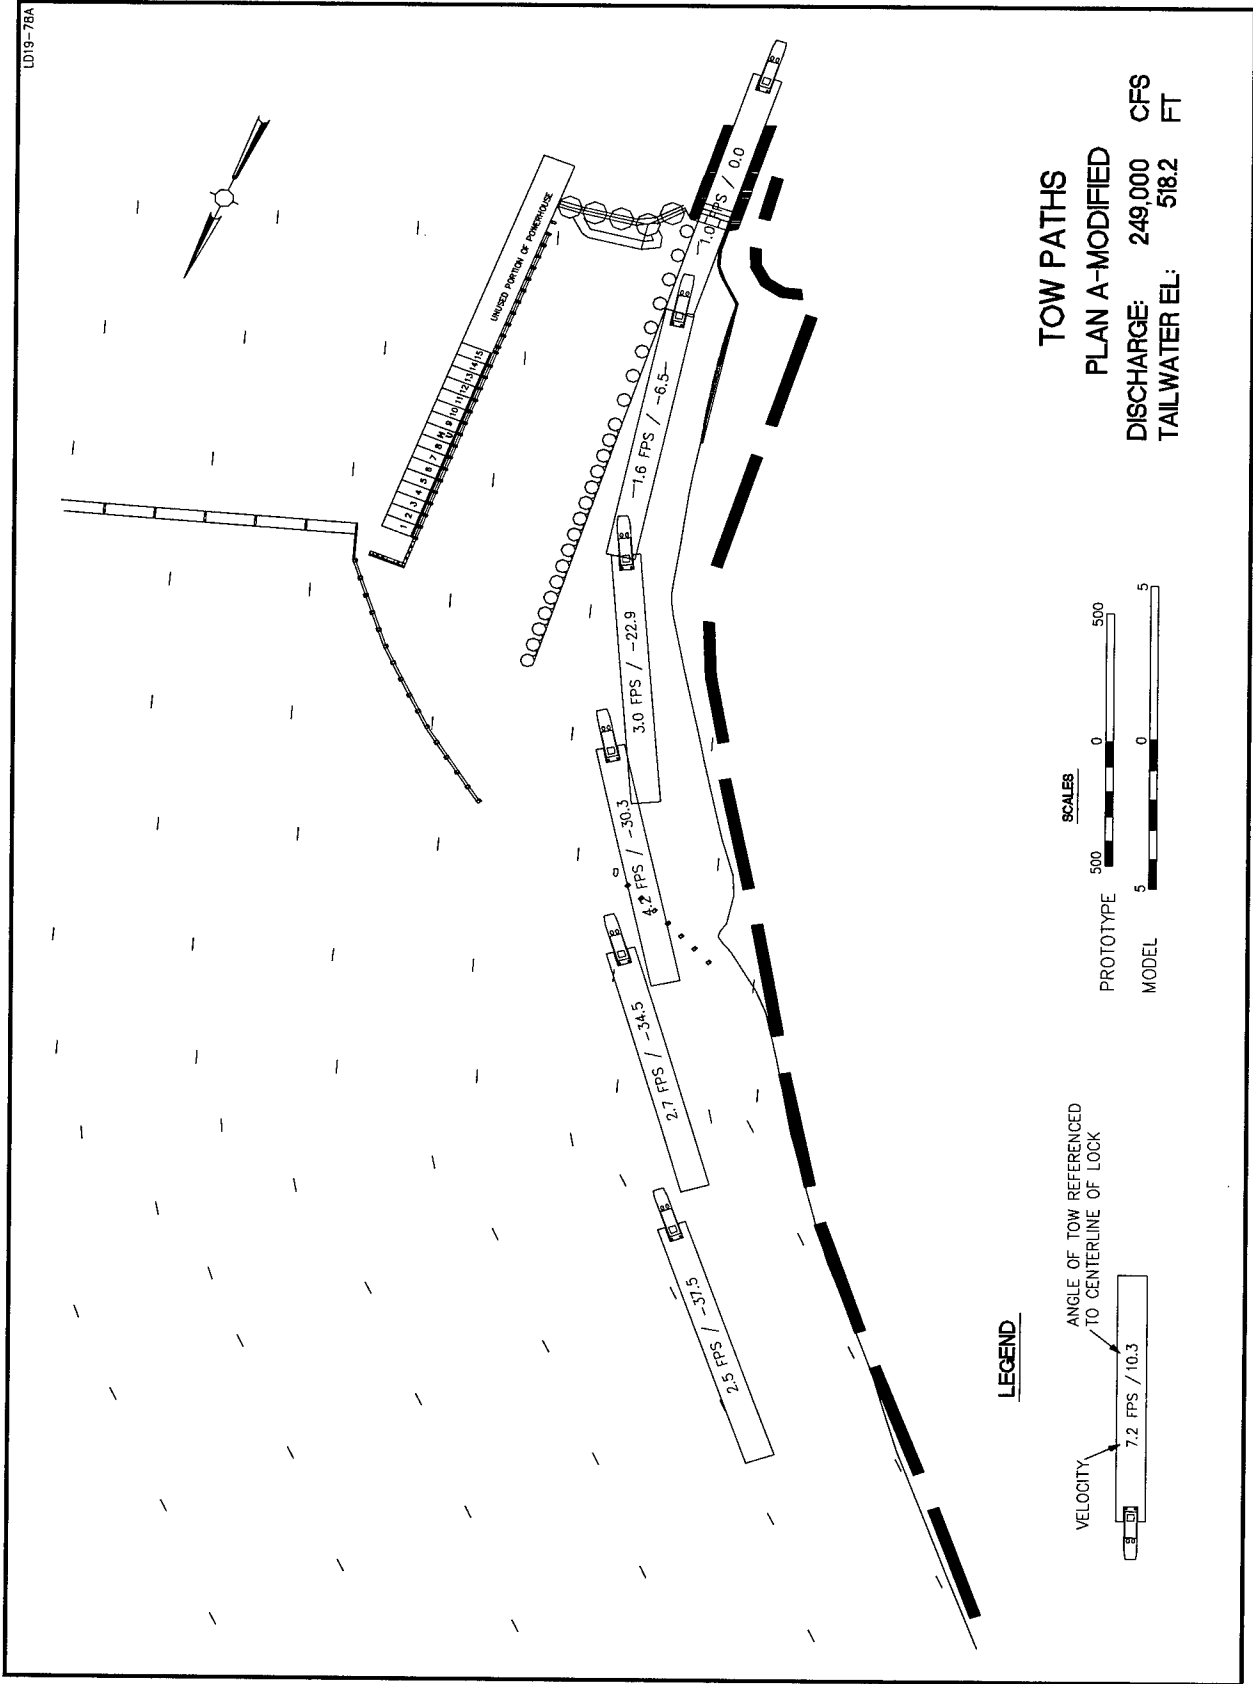 LD19-78A
UNUSED PORTION OF POWERHOUSE
1 2 3 4 5 6 7 8 9 10 11 12 13 14 15
1.0 FPS / 0.0
1.6 FPS / -6.5
3.0 FPS / -22.9
4.2 FPS / -30.3
2.7 FPS / -34.5
2.5 FPS / -37.5
TOW PATHS
PLAN A-MODIFIED
DISCHARGE: 249,000 CFS
TAILWATER EL: 518.2 FT
SCALES
PROTOTYPE 500 0 500
MODEL 5 0 5
LEGEND
VELOCITY
ANGLE OF TOW REFERENCED
TO CENTERLINE OF LOCK
7.2 FPS / 10.3